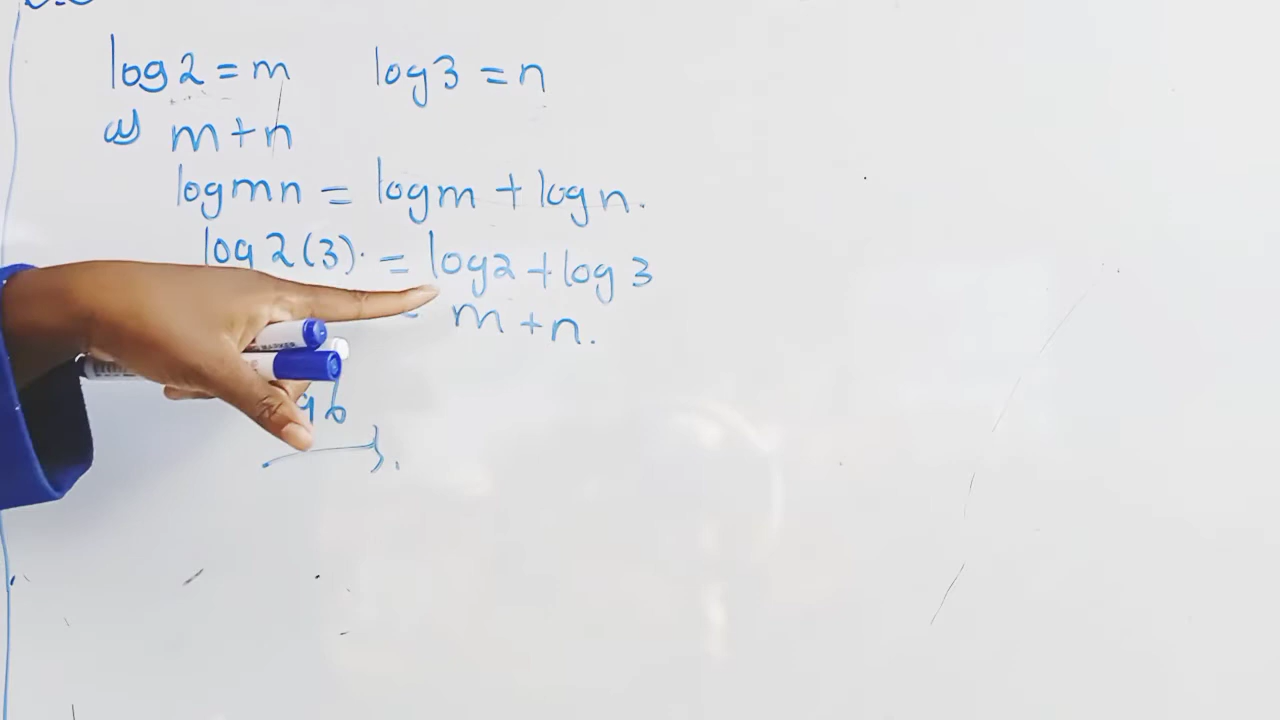 log 2 = m log 3 = n
a) m + n
log mn = log m + log n.
log 2(3). = log 2 + log 3
= m + n.